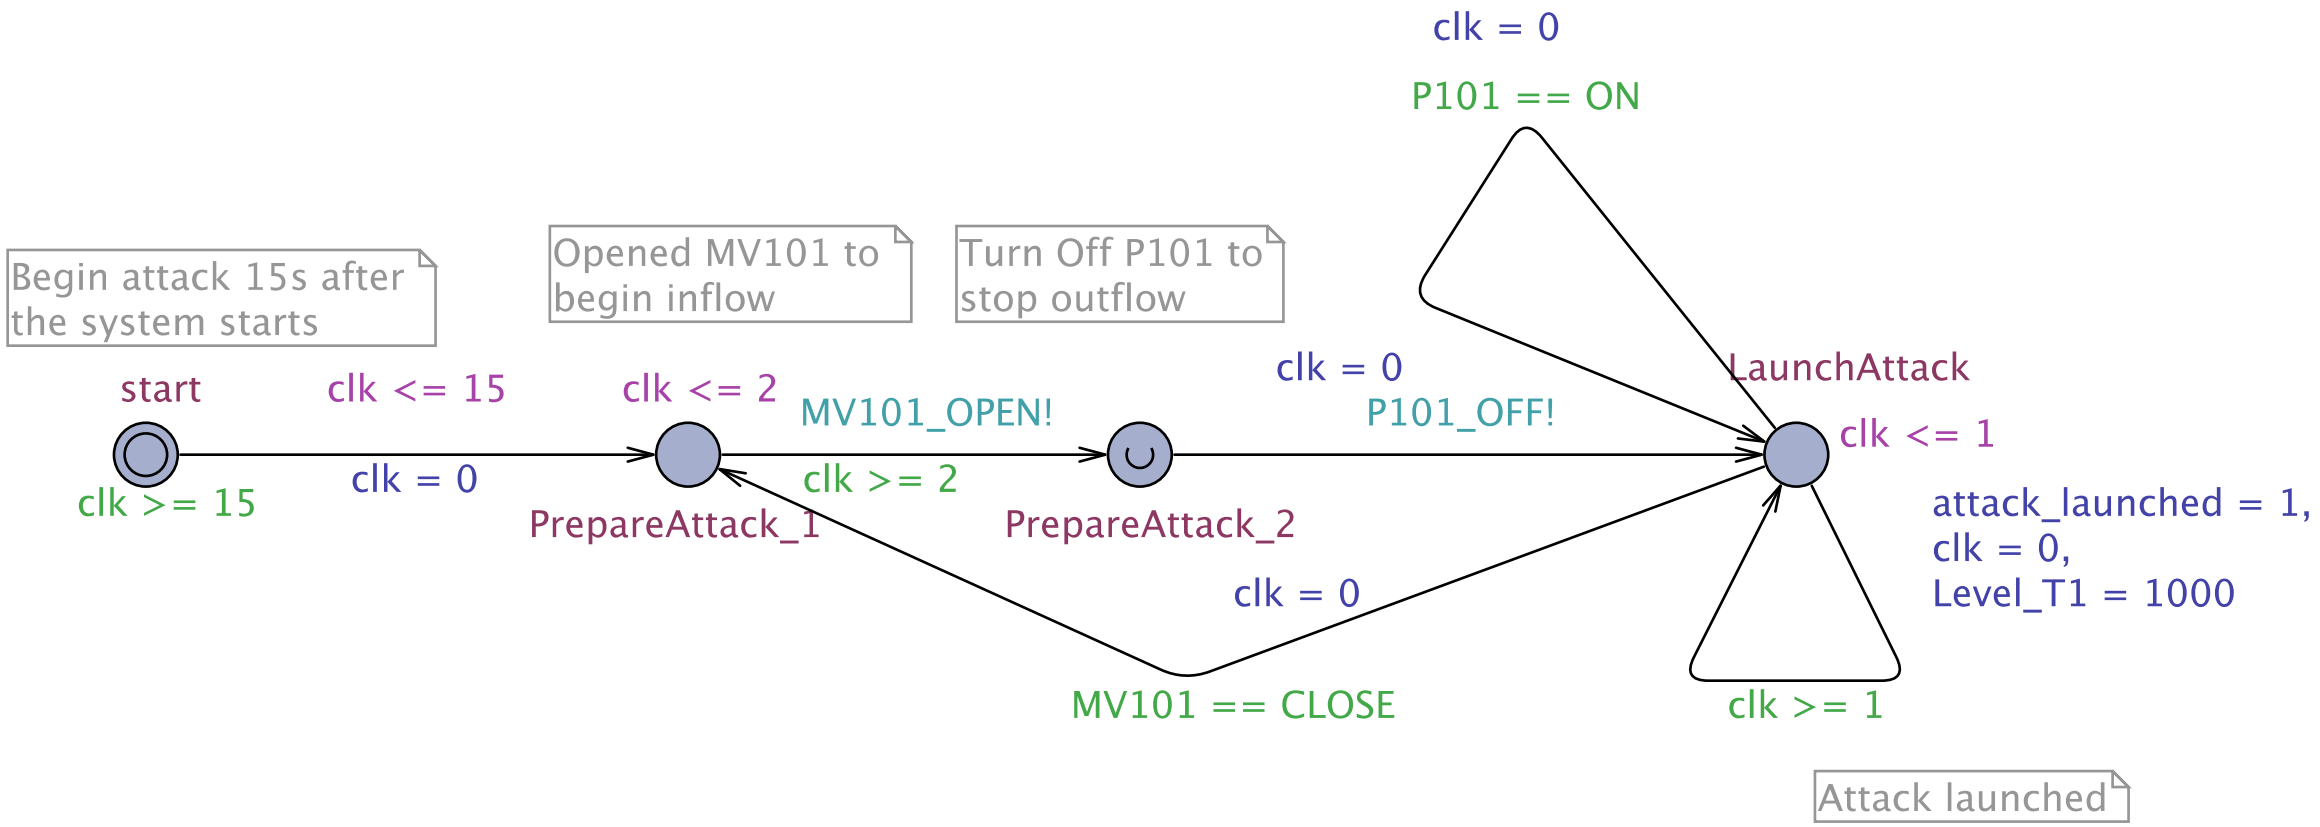 clk = 0
P101 == ON
Begin attack 15s after
the system starts
Opened MV101 to
begin inflow
Turn Off P101 to
stop outflow
start
clk <= 15
clk = 0
clk >= 15
clk <= 2
PrepareAttack_1
MV101_OPEN!
clk >= 2
PrepareAttack_2
clk = 0
P101_OFF!
LaunchAttack
clk <= 1
attack_launched = 1,
clk = 0,
Level_T1 = 1000
clk = 0
MV101 == CLOSE
clk >= 1
Attack launched